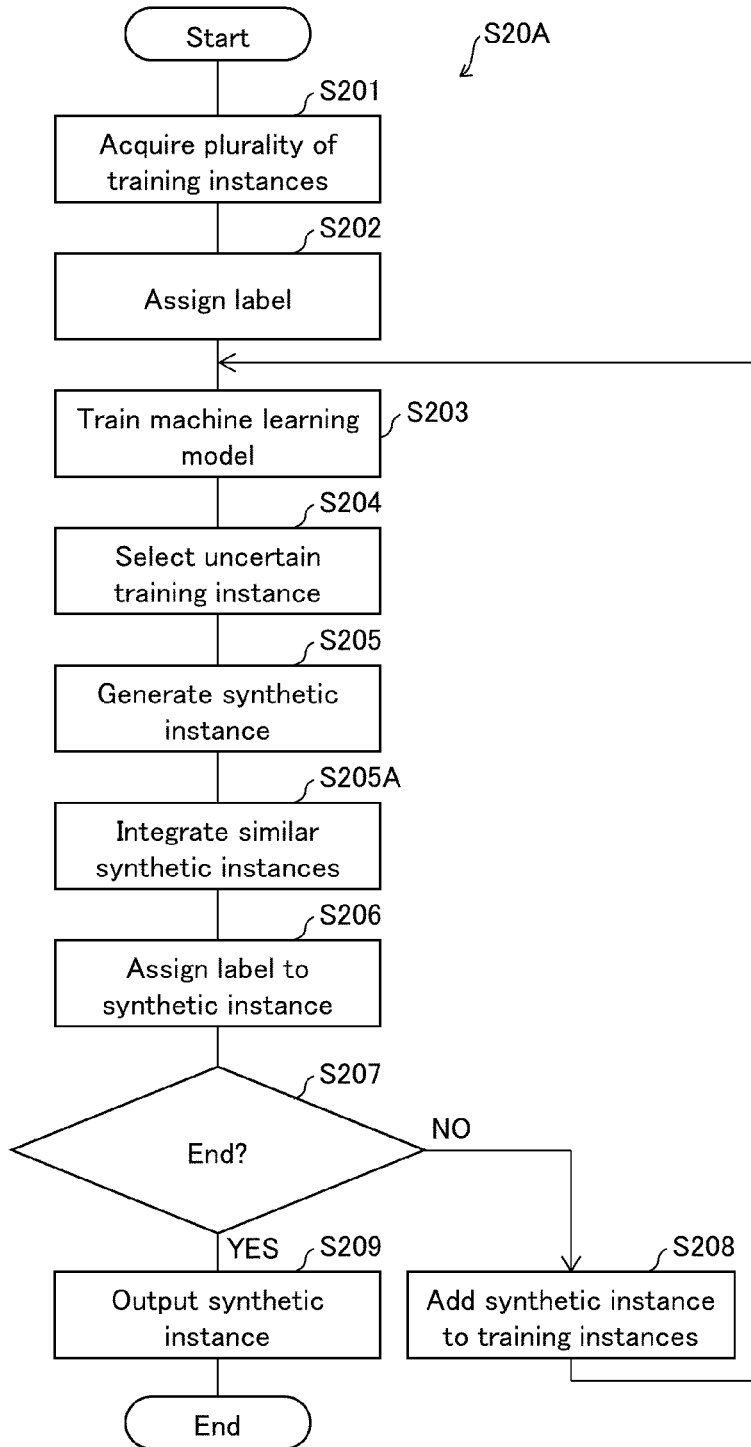 Start
S20A
S201
Acquire plurality of
training instances
S202
Assign label
Train machine learning
model
S203
S204
Select uncertain
training instance
S205
Generate synthetic
instance
S205A
Integrate similar
synthetic instances
S206
Assign label to
synthetic instance
S207
End?
NO
YES
S209
Output synthetic
instance
S208
Add synthetic instance
to training instances
End